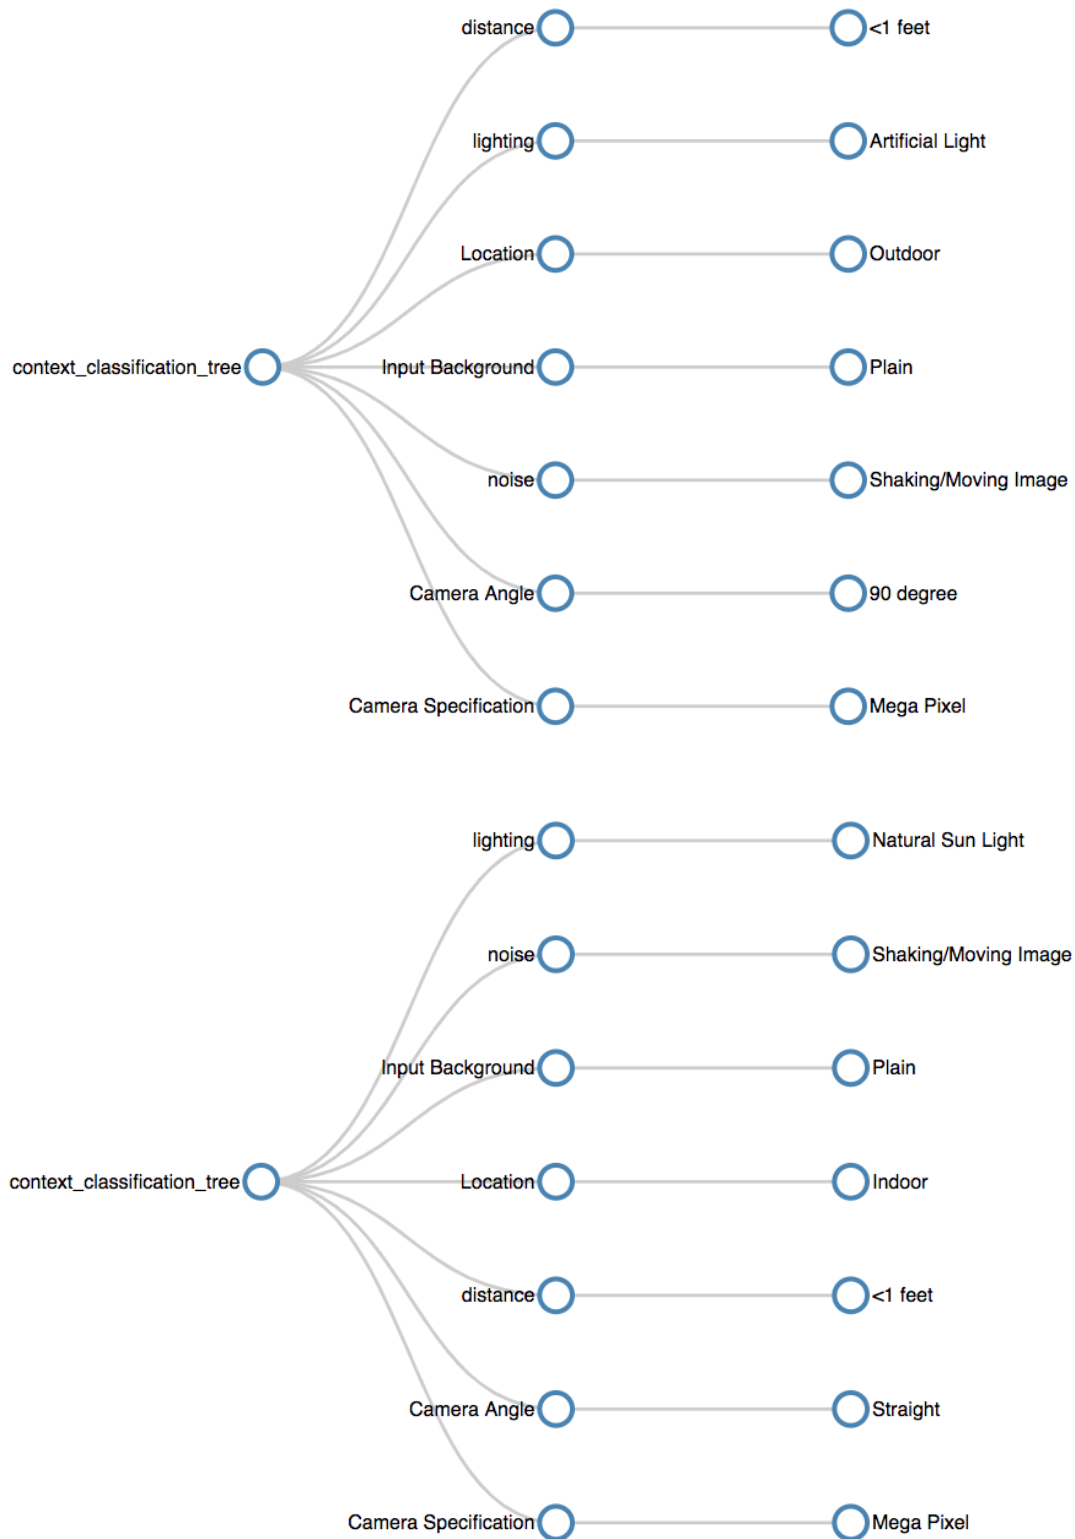 distance <1 feet
lighting Artificial Light
Location Outdoor
context_classification_tree Input Background Plain
noise Shaking/Moving Image
Camera Angle 90 degree
Camera Specification Mega Pixel
lighting Natural Sun Light
noise Shaking/Moving Image
Input Background Plain
context_classification_tree Location Indoor
distance <1 feet
Camera Angle Straight
Camera Specification Mega Pixel